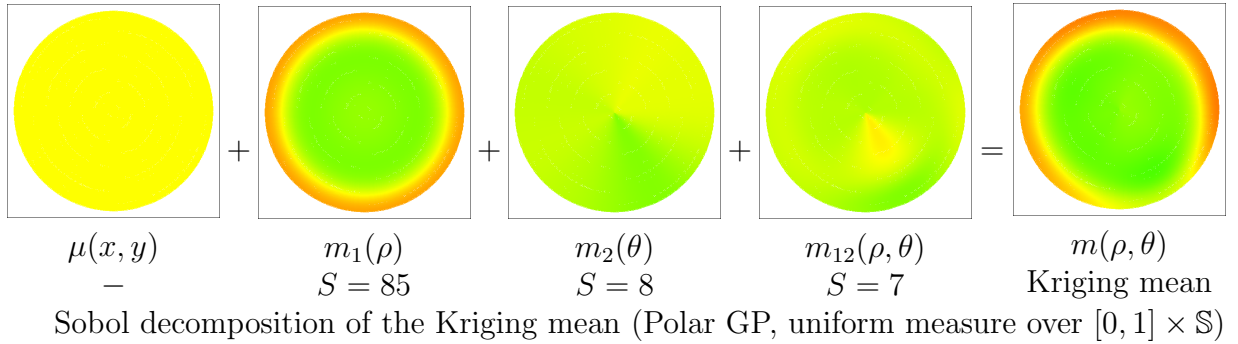 + + + =
μ(x, y) m₁(ρ) m₂(θ) m₁₂(ρ, θ) m(ρ, θ)
− S = 85 S = 8 S = 7 Kriging mean
Sobol decomposition of the Kriging mean (Polar GP, uniform measure over [0, 1] × 𝕊)